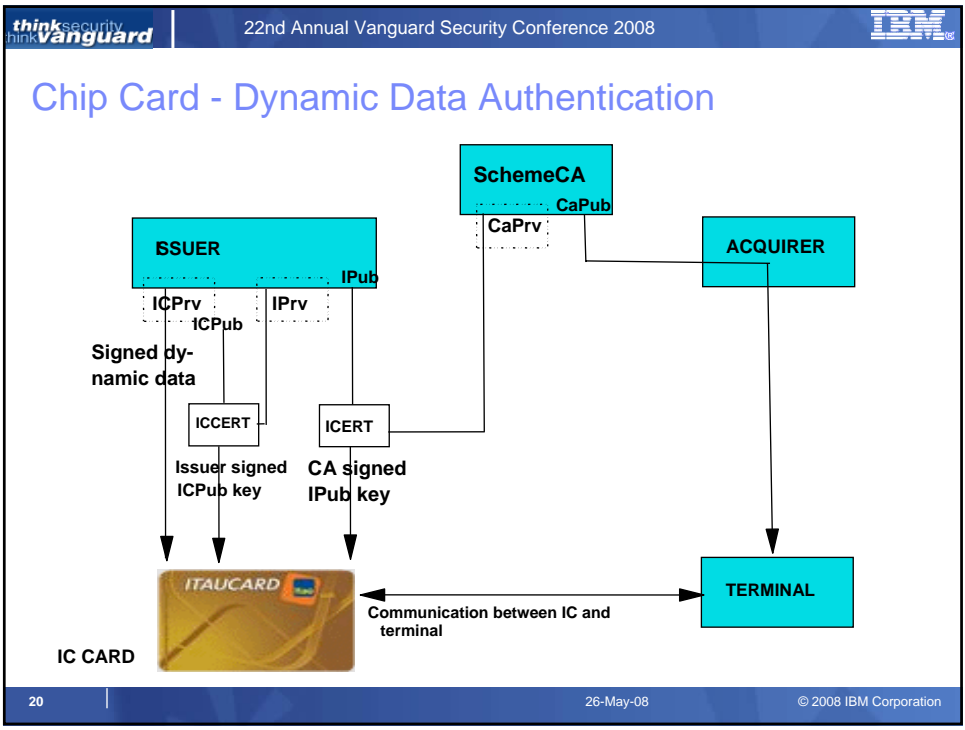 thinksecurity
thinkvanguard
22nd Annual Vanguard Security Conference 2008
IBM®
Chip Card - Dynamic Data Authentication
SchemeCA
CaPub
CaPrv
ISSUER
IPub
ACQUIRER
ICPrv
IPrv
ICPub
Signed dy-
namic data
ICCERT
ICERT
Issuer signed
ICPub key
CA signed
IPub key
ITAUCARD
Itaú
TERMINAL
Communication between IC and
terminal
IC CARD
20
26-May-08
© 2008 IBM Corporation